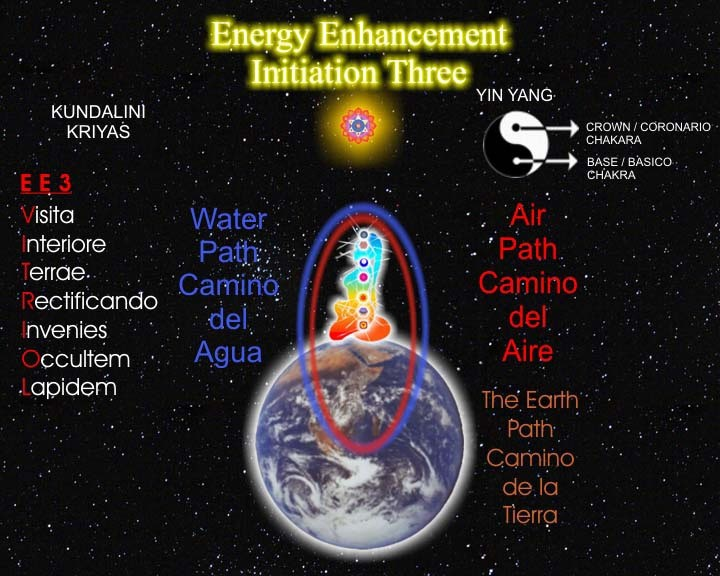 Energy Enhancement
Initiation Three
KUNDALINI
KRIYAS
YIN YANG
CROWN / CORONARIO
CHAKARA
BASE / BASICO
CHAKRA
E E 3
Visita
Interiore
Terrae
Rectificando
Invenies
Occultem
Lapidem
Water
Path
Camino
del
Agua
Air
Path
Camino
del
Aire
The Earth
Path
Camino
de la
Tierra